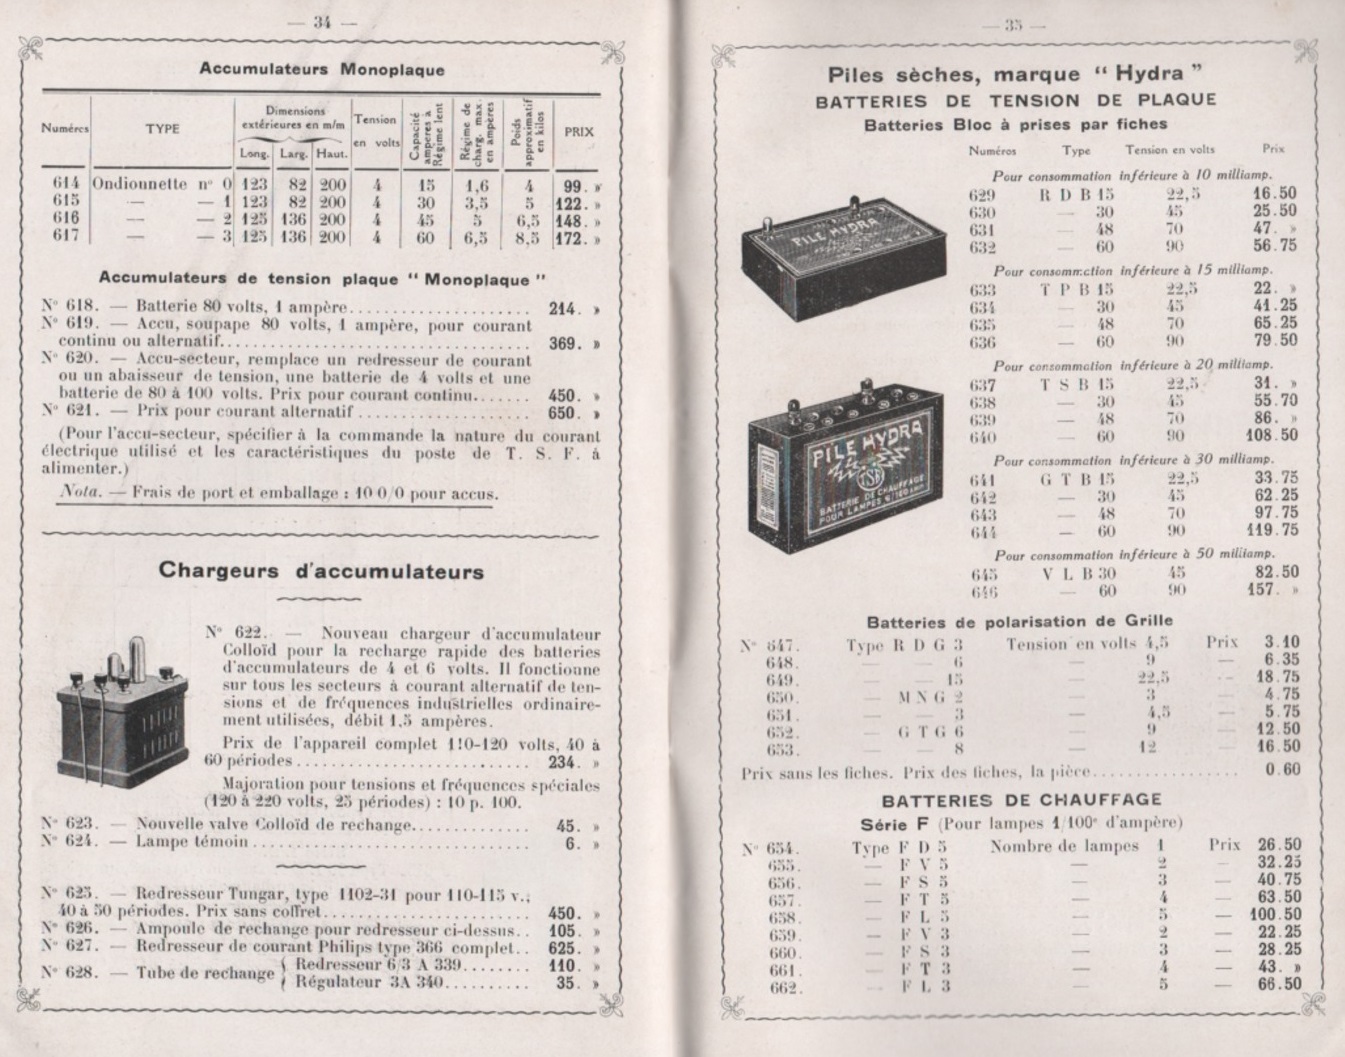 — 34 —
Accumulateurs Monoplaque
Numéros TYPE Dimensions extérieures en m/m Long. Larg. Haut. Tension en volts Capacité ampères à Régime lent Régime de charg. max. en ampères Poids approximatif en kilos PRIX
614 Ondionnette n° 0 123 82 200 4 15 1,6 4 99. »
615 — — 1 123 82 200 4 30 3,5 5 122. »
616 — — 2 125 136 200 4 45 5 6,5 148. »
617 — — 3 125 136 200 4 60 6,5 8,5 172. »
Accumulateurs de tension plaque “ Monoplaque ”
N° 618. — Batterie 80 volts, 1 ampère.................... 214. »
N° 619. — Accu, soupape 80 volts, 1 ampère, pour courant
continu ou alternatif.................................. 369. »
N° 620. — Accu-secteur, remplace un redresseur de courant
ou un abaisseur de tension, une batterie de 4 volts et une
batterie de 80 à 100 volts. Prix pour courant continu...... 450. »
N° 621. — Prix pour courant alternatif................... 650. »
(Pour l'accu-secteur, spécifier à la commande la nature du courant
électrique utilisé et les caractéristiques du poste de T. S. F. à
alimenter.)
Nota. — Frais de port et emballage : 10 0/0 pour accus.
Chargeurs d'accumulateurs
N° 622. — Nouveau chargeur d'accumulateur
Colloïd pour la recharge rapide des batteries
d'accumulateurs de 4 et 6 volts. Il fonctionne
sur tous les secteurs à courant alternatif de ten-
sions et de fréquences industrielles ordinaire-
ment utilisées, débit 1,5 ampères.
Prix de l'appareil complet 110-120 volts, 40 à
60 périodes........................... 234. »
Majoration pour tensions et fréquences spéciales
(120 à 220 volts, 25 périodes) : 10 p. 100.
N° 623. — Nouvelle valve Colloïd de rechange............. 45. »
N° 624. — Lampe témoin................................ 6. »
N° 625. — Redresseur Tungar, type 1102-31 pour 110-115 v.;
40 à 50 périodes. Prix sans coffret....................... 450. »
N° 626. — Ampoule de rechange pour redresseur ci-dessus.. 105. »
N° 627. — Redresseur de courant Philips type 366 complet.. 625. »
N° 628. — Tube de rechange { Redresseur 6/3 A 339........ 110. »
{ Régulateur 3A 340.......... 35. »
— 35 —
Piles sèches, marque “ Hydra ”
BATTERIES DE TENSION DE PLAQUE
Batteries Bloc à prises par fiches
Numéros Type Tension en volts Prix
Pour consommation inférieure à 10 milliamp.
629 R D B 15 22,5 16.50
630 — 30 45 25.50
631 — 48 70 47. »
632 — 60 90 56.75
Pour consommation inférieure à 15 milliamp.
633 T P B 15 22,5 22. »
634 — 30 45 41.25
635 — 48 70 65.25
636 — 60 90 79.50
Pour consommation inférieure à 20 milliamp.
637 T S B 15 22,5 31. »
638 — 30 45 55.70
639 — 48 70 86. »
640 — 60 90 108.50
Pour consommation inférieure à 30 milliamp.
641 G T B 15 22,5 33.75
642 — 30 45 62.25
643 — 48 70 97.75
644 — 60 90 119.75
Pour consommation inférieure à 50 milliamp.
645 V L B 30 45 82.50
646 — 60 90 157. »
PILE HYDRA
PILE HYDRA
TSF
BATTERIE DE CHAUFFAGE
POUR LAMPES
Batteries de polarisation de Grille
N° 647. Type R D G 3 Tension en volts 4,5 Prix 3.10
648. — — 6 — 9 — 6.35
649. — — 15 — 22,5 — 18.75
650. — M N G 2 — 3 — 4.75
651. — — 3 — 4,5 — 5.75
652. — G T G 6 — 9 — 12.50
653. — — 8 — 12 — 16.50
Prix sans les fiches. Prix des fiches, la pièce................. 0.60
BATTERIES DE CHAUFFAGE
Série F (Pour lampes 1/100e d'ampère)
N° 654. Type F D 5 Nombre de lampes 1 Prix 26.50
655. — F V 5 — 2 — 32.25
656. — F S 5 — 3 — 40.75
657. — F T 5 — 4 — 63.50
658. — F L 5 — 5 — 100.50
659. — F V 3 — 2 — 22.25
660. — F S 3 — 3 — 28.25
661. — F T 3 — 4 — 43. »
662. — F L 3 — 5 — 66.50